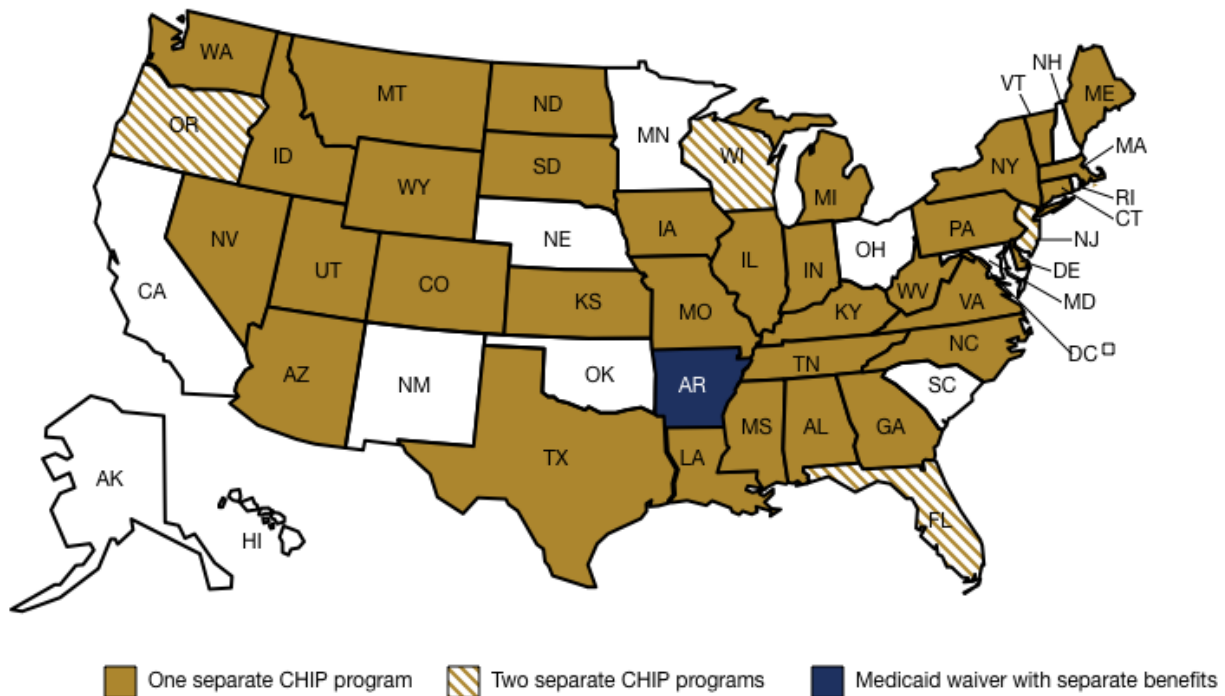 WA
NH
VT
ME
MT
ND
OR
MN
MA
ID
SD
WI
NY
WY
MI
RI
CT
IA
PA
NV
NE
OH
NJ
UT
IL
IN
DE
CA
CO
WV
MD
KS
MO
KY
VA
DC
AZ
NM
OK
TN
NC
AR
SC
MS
AL
GA
TX
LA
AK
FL
HI
One separate CHIP program
Two separate CHIP programs
Medicaid waiver with separate benefits